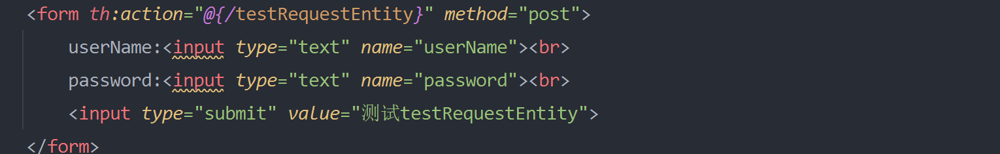 <form th:action="@{/testRequestEntity}" method="post">
userName:<input type="text" name="userName"><br>
password:<input type="text" name="password"><br>
<input type="submit" value="测试testRequestEntity">
</form>